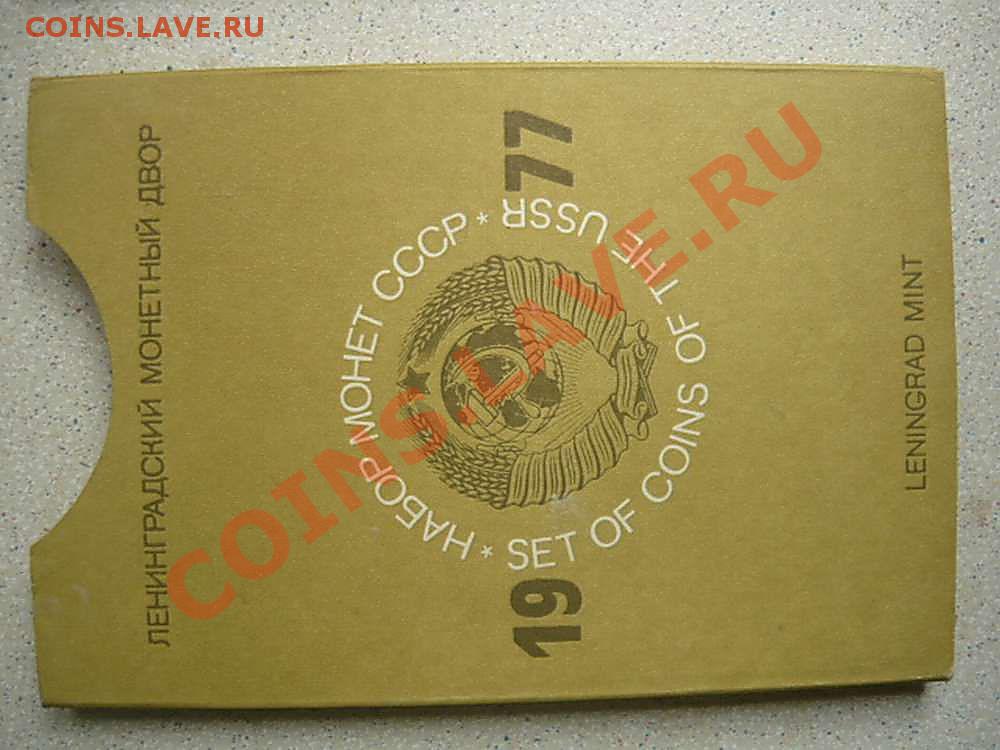 COINS.LAVE.RU
ЛЕНИНГРАДСКИЙ МОНЕТНЫЙ ДВОР
НАБОР МОНЕТ СССР *
19 77
* SET OF COINS OF THE USSR
LENINGRAD MINT
COINS.LAVE.RU